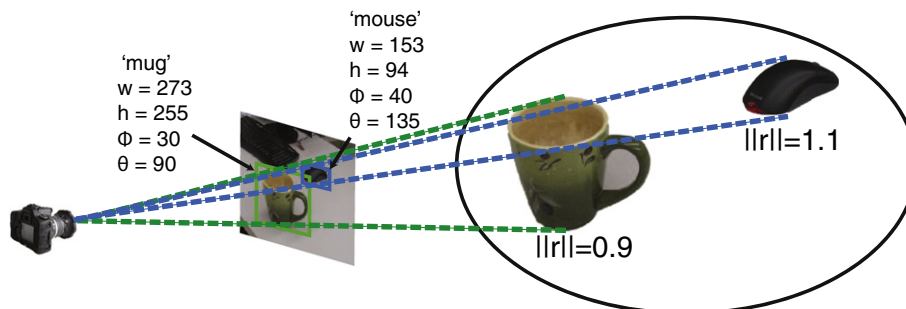 ‘mug’
w = 273
h = 255
Φ = 30
θ = 90
‘mouse’
w = 153
h = 94
Φ = 40
θ = 135
||r||=1.1
||r||=0.9